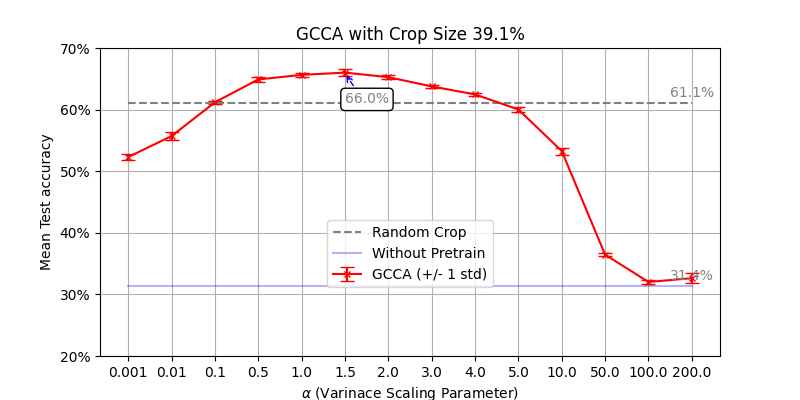 GCCA with Crop Size 39.1%
70%
60%
50%
40%
30%
20%
Mean Test accuracy
61.1%
66.0%
31.4%
Random Crop
Without Pretrain
GCCA (+/- 1 std)
0.001 0.01 0.1 0.5 1.0 1.5 2.0 3.0 4.0 5.0 10.0 50.0 100.0 200.0
α (Varinace Scaling Parameter)